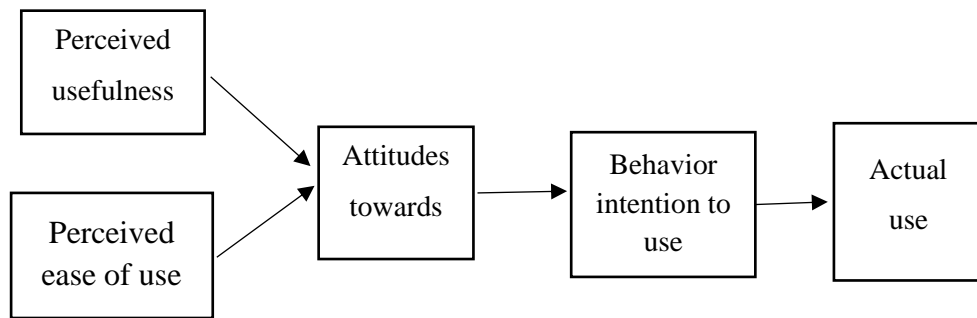 Perceived
usefulness
Perceived
ease of use
Attitudes
towards
Behavior
intention to
use
Actual
use